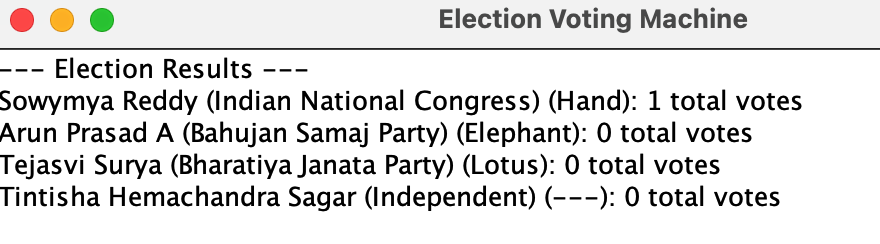 Election Voting Machine
--- Election Results ---
Sowymya Reddy (Indian National Congress) (Hand): 1 total votes
Arun Prasad A (Bahujan Samaj Party) (Elephant): 0 total votes
Tejasvi Surya (Bharatiya Janata Party) (Lotus): 0 total votes
Tintisha Hemachandra Sagar (Independent) (---): 0 total votes